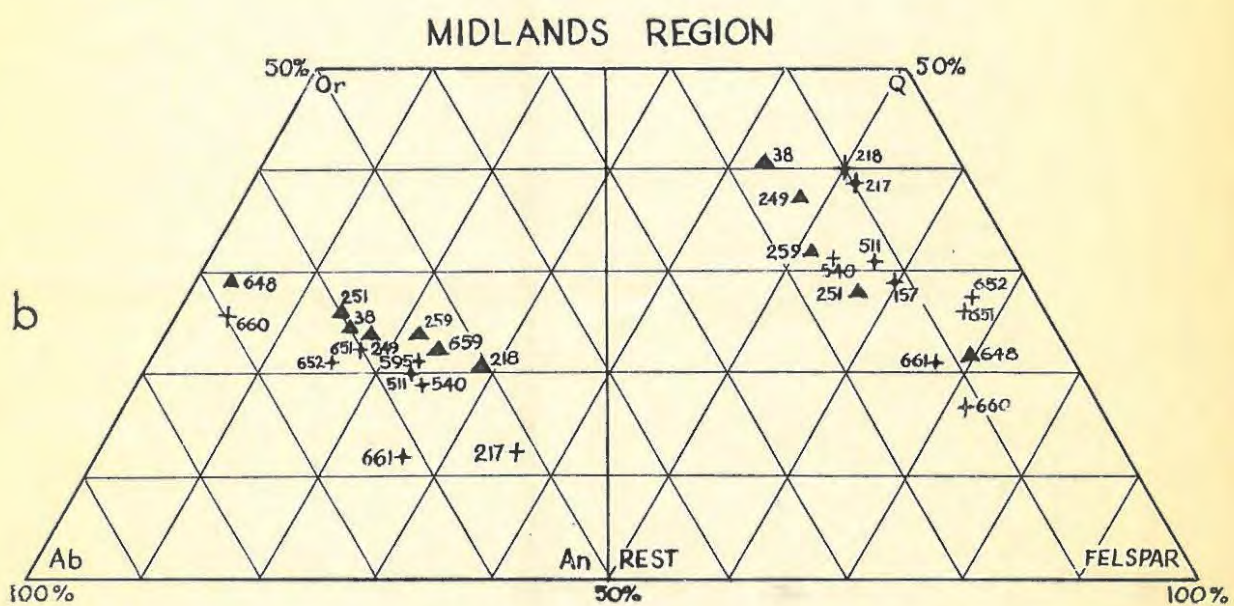 MIDLANDS REGION
50% 50%
Or Q
38 218
217
249
259 511
540
648 251 157 652
251 651
660 38 259
651 249 659 648
652 595 218 661
511 540 660
661 217
b
Ab An REST FELSPAR
100% 50% 100%